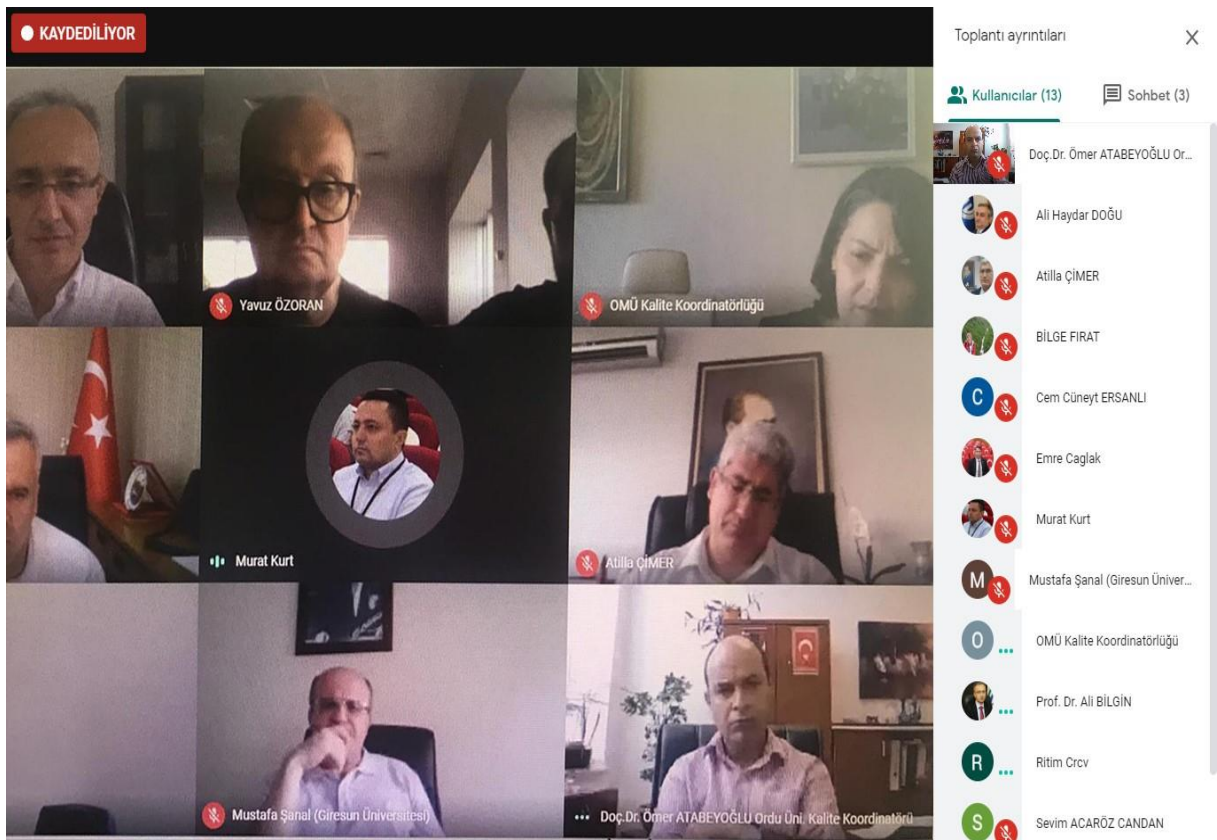 KAYDEDİLİYOR
Yavuz ÖZORAN
OMÜ Kalite Koordinatörlüğü
Murat Kurt
Atilla ÇİMER
Mustafa Şanal (Giresun Üniversitesi)
Doç.Dr. Ömer ATABEYOĞLU Ordu Üni. Kalite Koordinatörü
Toplantı ayrıntıları
Kullanıcılar (13)
Sohbet (3)
Doç.Dr. Ömer ATABEYOĞLU Or...
Ali Haydar DOĞU
Atilla ÇİMER
BİLGE FIRAT
C
Cem Cüneyt ERSANLI
Emre Caglak
Murat Kurt
M
Mustafa Şanal (Giresun Üniver...
O
OMÜ Kalite Koordinatörlüğü
Prof. Dr. Ali BİLGİN
R
Ritim Crcv
S
Sevim ACARÖZ CANDAN